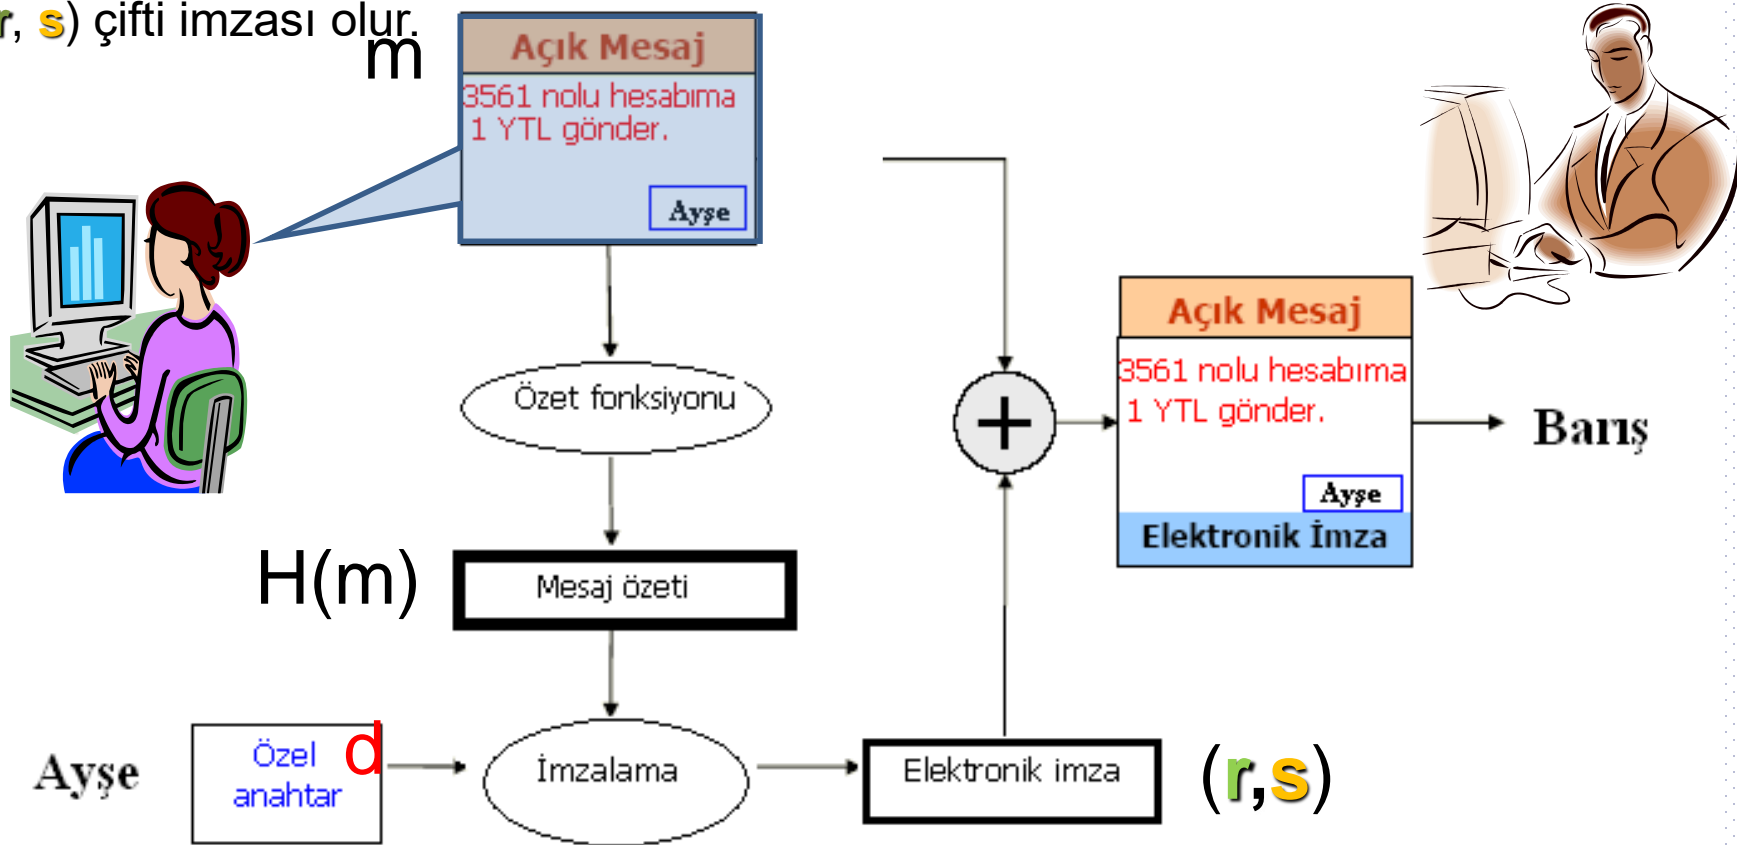 r, s) çifti imzası olur.
m
Açık Mesaj
3561 nolu hesabıma
1 YTL gönder.
Ayşe
Özet fonksiyonu
Açık Mesaj
3561 nolu hesabıma
1 YTL gönder.
Ayşe
Elektronik İmza
+
Barış
H(m)
Mesaj özeti
Ayşe
Özel
anahtar
d
İmzalama
Elektronik imza
(r,s)